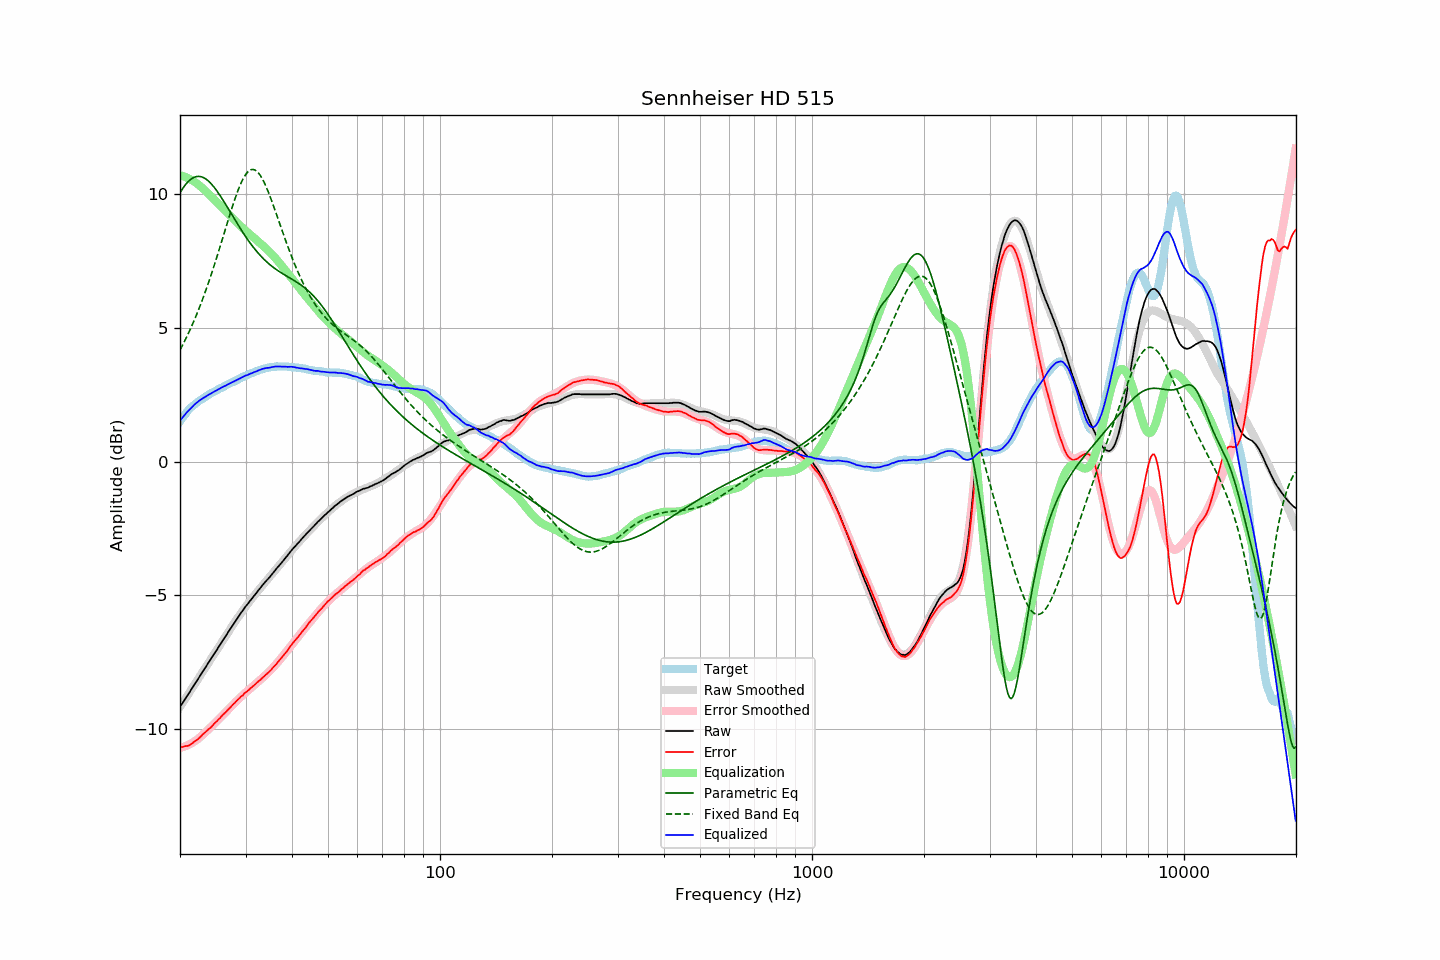 Sennheiser HD 515
Amplitude (dBr)
10
5
0
−5
−10
Target
Raw Smoothed
Error Smoothed
Raw
Error
Equalization
Parametric Eq
Fixed Band Eq
Equalized
100
1000
10000
Frequency (Hz)